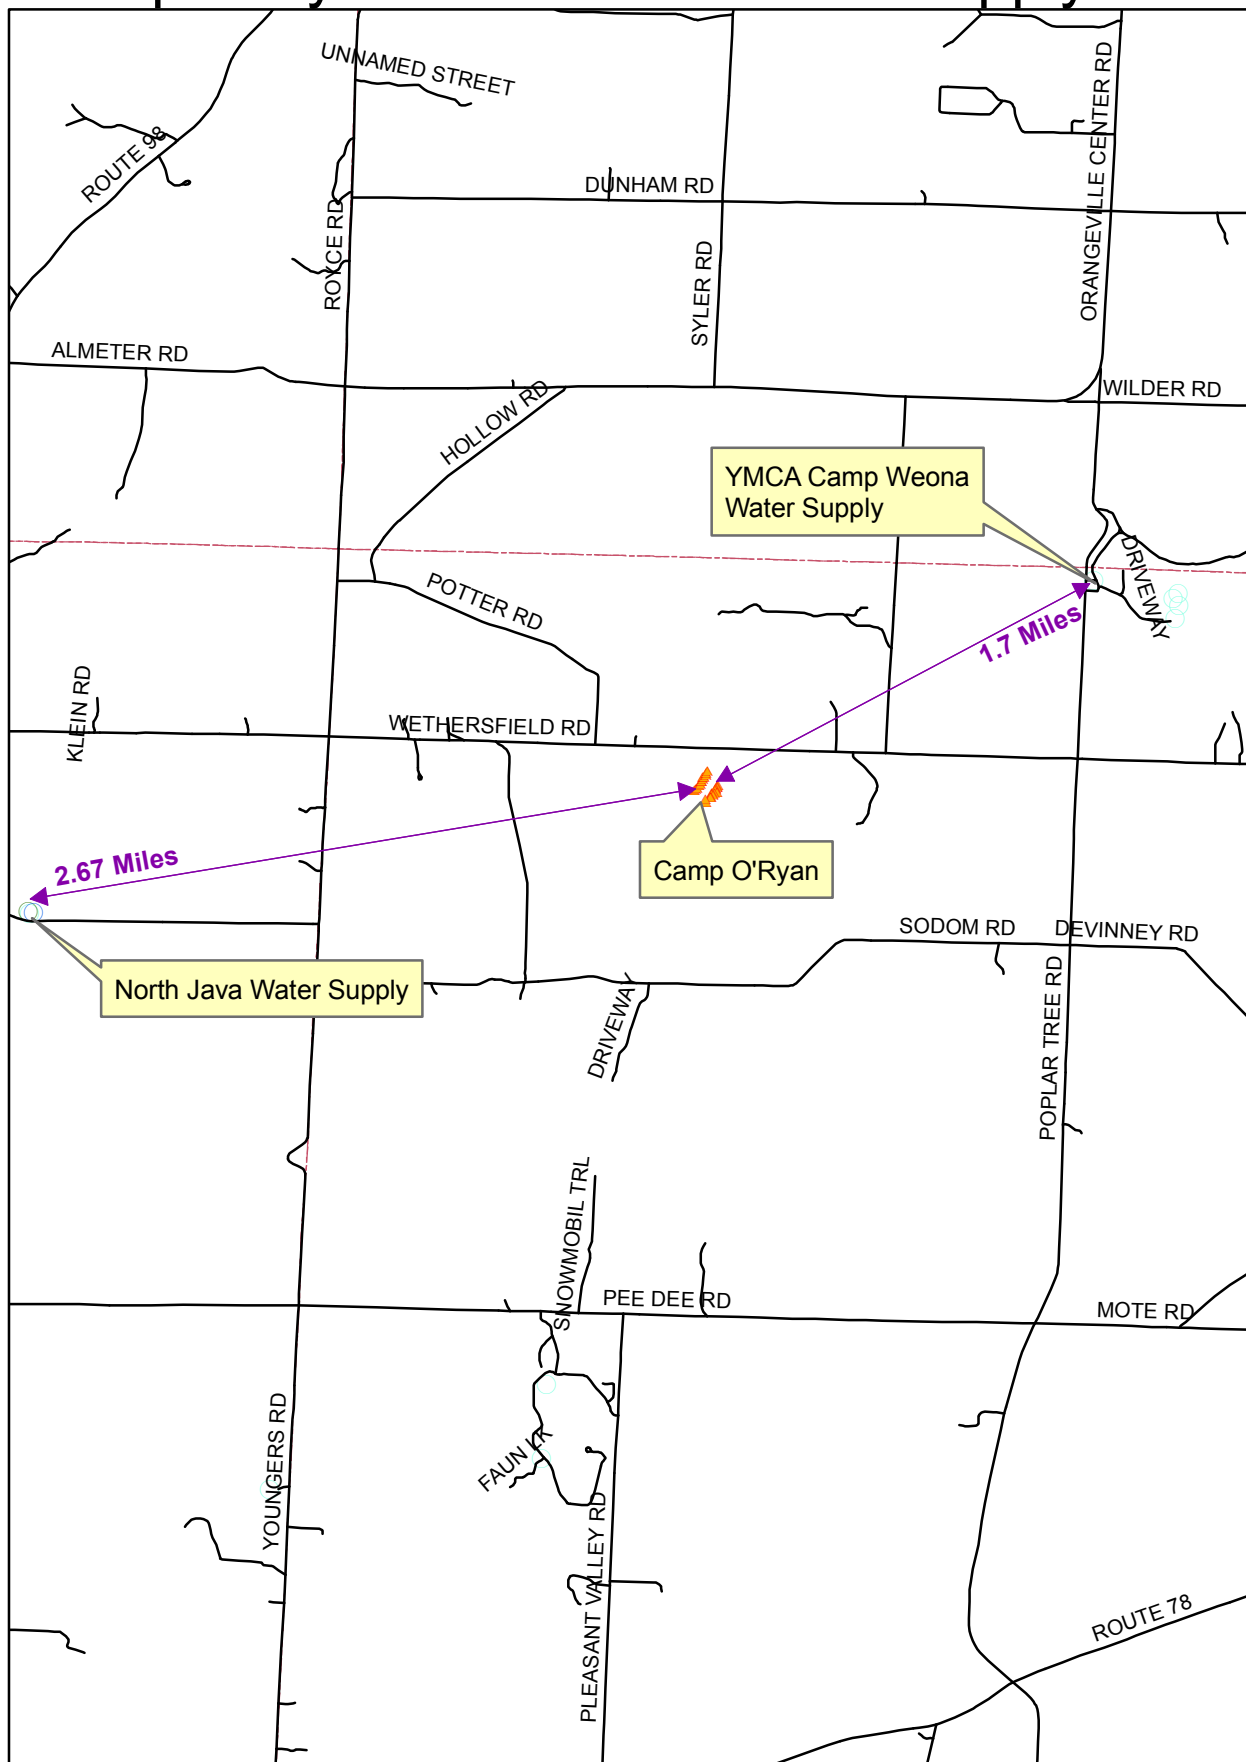 UNNAMED STREET
ROUTE 98
ORANGEVILLE CENTER RD
DUNHAM RD
ROYCE RD
SYLER RD
ALMETER RD
WILDER RD
HOLLOW RD
YMCA Camp Weona
Water Supply
DRIVEWAY
POTTER RD
1.7 Miles
KLEIN RD
WETHERSFIELD RD
2.67 Miles
Camp O'Ryan
SODOM RD
DEVINNEY RD
North Java Water Supply
DRIVEWAY
POPLAR TREE RD
SNOWMOBIL TRL
PEE DEE RD
MOTE RD
YOUNGERS RD
FAUN LK
PLEASANT VALLEY RD
ROUTE 78